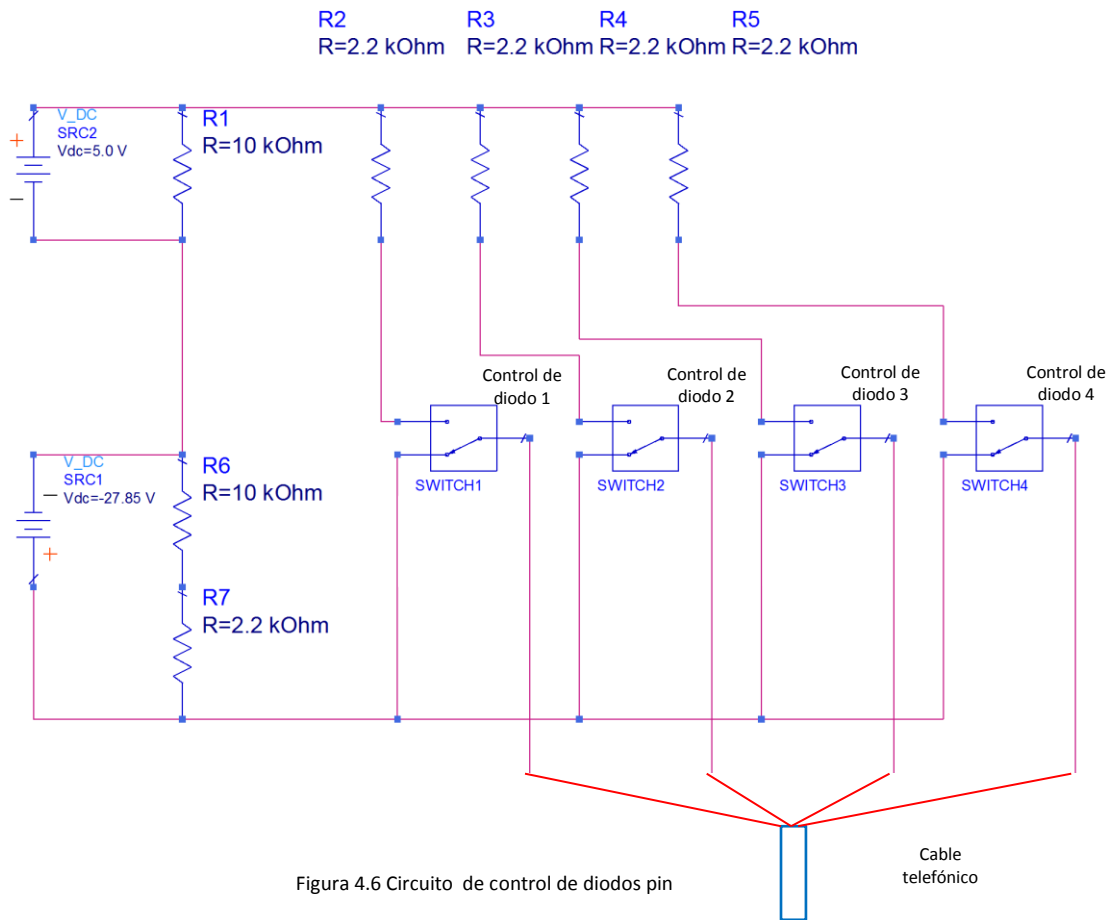 R2
R=2.2 kOhm
R3
R=2.2 kOhm
R4
R=2.2 kOhm
R5
R=2.2 kOhm
V_DC
SRC2
Vdc=5.0 V
+
−
R1
R=10 kOhm
Control de
diodo 1
Control de
diodo 2
Control de
diodo 3
Control de
diodo 4
SWITCH1
SWITCH2
SWITCH3
SWITCH4
V_DC
SRC1
Vdc=-27.85 V
−
+
R6
R=10 kOhm
R7
R=2.2 kOhm
Cable
telefónico
Figura 4.6 Circuito de control de diodos pin